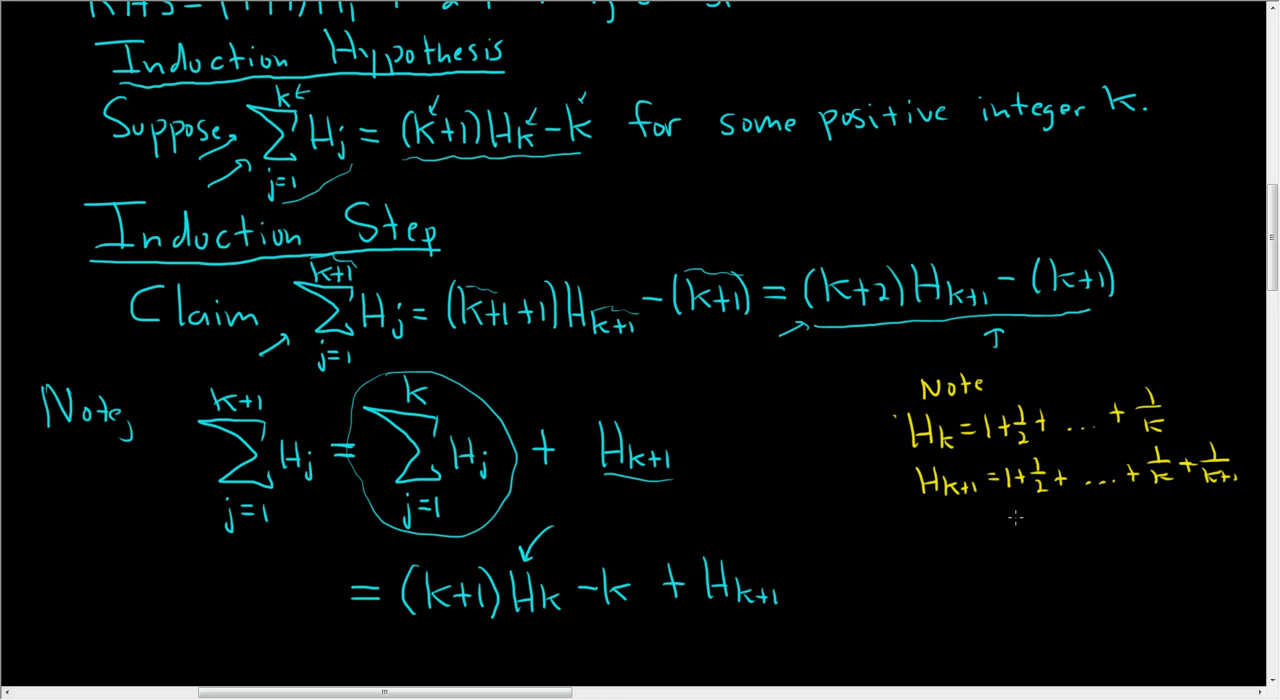 Induction Hypothesis
Suppose, ∑_{j=1}^{k} H_j = (k+1)H_k - k for some positive integer k.
Induction Step
Claim ∑_{j=1}^{k+1} H_j = (k+1+1)H_{k+1} - (k+1) = (k+2)H_{k+1} - (k+1)
Note, ∑_{j=1}^{k+1} H_j = ∑_{j=1}^{k} H_j + H_{k+1}
= (k+1)H_k - k + H_{k+1}
Note
H_k = 1 + 1/2 + ... + 1/k
H_{k+1} = 1 + 1/2 + ... + 1/k + 1/(k+1)